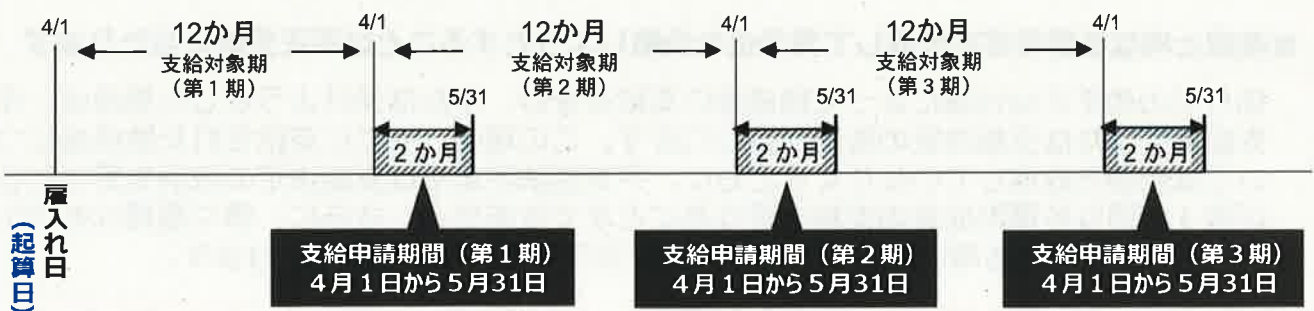 4/1
12か月
支給対象期
(第1期)
4/1
12か月
支給対象期
(第2期)
4/1
12か月
支給対象期
(第3期)
4/1
5/31
5/31
5/31
2か月
2か月
2か月
雇入れ日
(起算日)
支給申請期間(第1期)
4月1日から5月31日
支給申請期間(第2期)
4月1日から5月31日
支給申請期間(第3期)
4月1日から5月31日